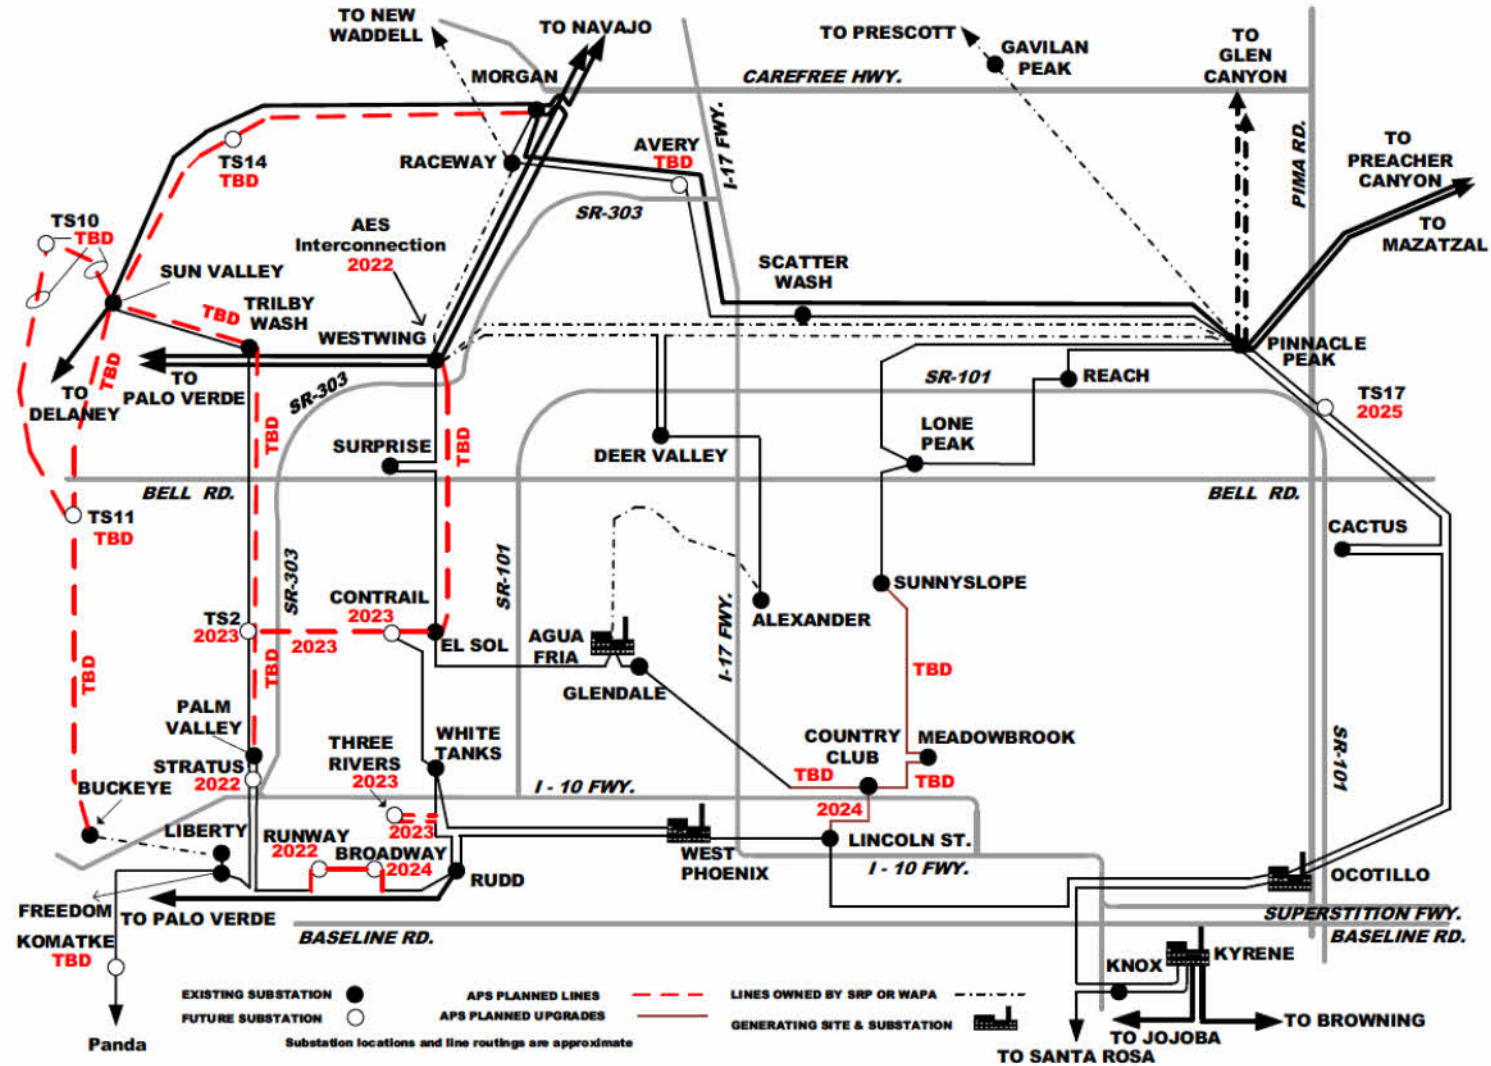 TO NEW
WADDELL
TO NAVAJO
TO PRESCOTT
GAVILAN
PEAK
TO
GLEN
CANYON
MORGAN
CAREFREE HWY.
I-17 FWY.
PIMA RD.
TO
PREACHER
CANYON
TS14
TBD
RACEWAY
AVERY
TBD
SR-303
TS10
TBD
AES
Interconnection
2022
TO
MAZATZAL
SUN VALLEY
SCATTER
WASH
TBD
TRILBY
WASH
WESTWING
PINNACLE
PEAK
TBD
TO
DELANEY
TO
PALO VERDE
SR-303
SR-101
REACH
TS17
2025
TBD
SURPRISE
TBD
DEER VALLEY
LONE
PEAK
BELL RD.
BELL RD.
TS11
TBD
CACTUS
SR-303
SR-101
SUNNYSLOPE
CONTRAIL
2023
ALEXANDER
I-17 FWY.
TS2
2023
2023
EL SOL
AGUA
FRIA
GLENDALE
TBD
TBD
TBD
PALM
VALLEY
WHITE
TANKS
THREE
RIVERS
2023
COUNTRY
CLUB
MEADOWBROOK
SR-101
STRATUS
2022
BUCKEYE
I - 10 FWY.
TBD
TBD
2024
LIBERTY
RUNWAY
2022
2023
BROADWAY
2024
RUDD
WEST
PHOENIX
LINCOLN ST.
I - 10 FWY.
OCOTILLO
FREEDOM
TO PALO VERDE
SUPERSTITION FWY.
BASELINE RD.
BASELINE RD.
KOMATKE
TBD
KNOX
KYRENE
EXISTING SUBSTATION
APS PLANNED LINES
LINES OWNED BY SRP OR WAPA
FUTURE SUBSTATION
APS PLANNED UPGRADES
GENERATING SITE & SUBSTATION
TO BROWNING
Panda
Substation locations and line routings are approximate
TO JOJOBA
TO SANTA ROSA